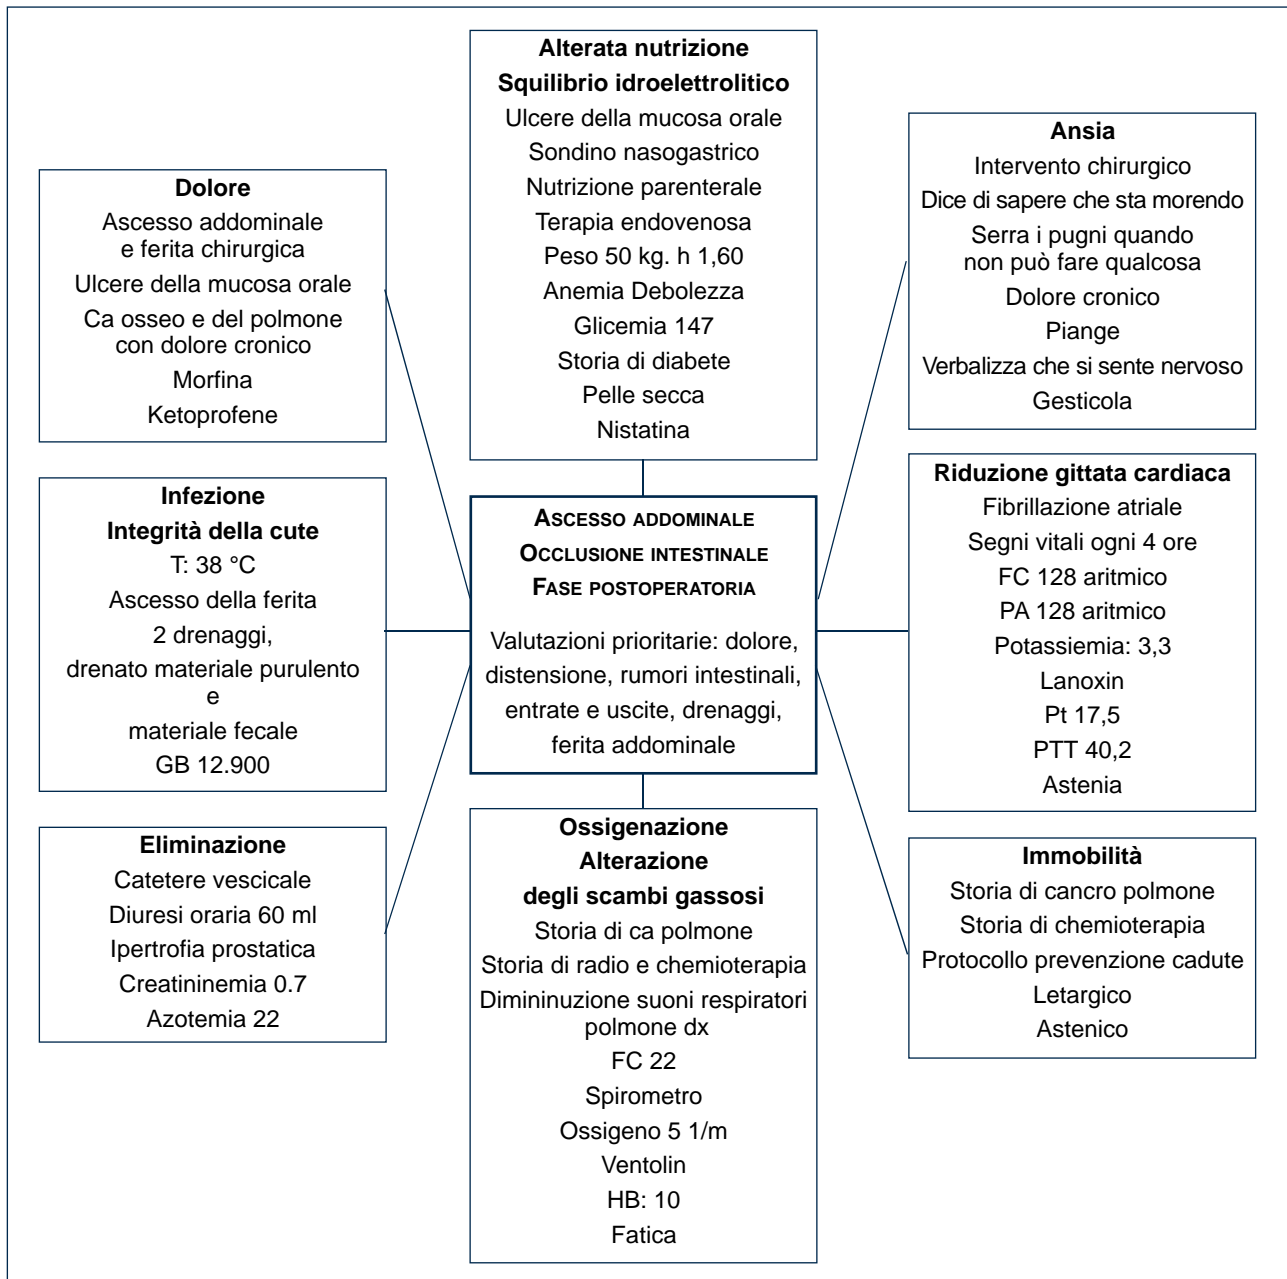 Alterata nutrizione
Squilibrio idroelettrolitico
Ulcere della mucosa orale
Sondino nasogastrico
Nutrizione parenterale
Terapia endovenosa
Peso 50 kg. h 1,60
Anemia Debolezza
Glicemia 147
Storia di diabete
Pelle secca
Nistatina
Dolore
Ascesso addominale
e ferita chirurgica
Ulcere della mucosa orale
Ca osseo e del polmone
con dolore cronico
Morfina
Ketoprofene
Ansia
Intervento chirurgico
Dice di sapere che sta morendo
Serra i pugni quando
non può fare qualcosa
Dolore cronico
Piange
Verbalizza che si sente nervoso
Gesticola
Infezione
Integrità della cute
T: 38 °C
Ascesso della ferita
2 drenaggi,
drenato materiale purulento
e
materiale fecale
GB 12.900
ASCESSO ADDOMINALE
OCCLUSIONE INTESTINALE
FASE POSTOPERATORIA
Valutazioni prioritarie: dolore,
distensione, rumori intestinali,
entrate e uscite, drenaggi,
ferita addominale
Riduzione gittata cardiaca
Fibrillazione atriale
Segni vitali ogni 4 ore
FC 128 aritmico
PA 128 aritmico
Potassiemia: 3,3
Lanoxin
Pt 17,5
PTT 40,2
Astenia
Eliminazione
Catetere vescicale
Diuresi oraria 60 ml
Ipertrofia prostatica
Creatininemia 0.7
Azotemia 22
Ossigenazione
Alterazione
degli scambi gassosi
Storia di ca polmone
Storia di radio e chemioterapia
Dimininuzione suoni respiratori
polmone dx
FC 22
Spirometro
Ossigeno 5 1/m
Ventolin
HB: 10
Fatica
Immobilità
Storia di cancro polmone
Storia di chemioterapia
Protocollo prevenzione cadute
Letargico
Astenico